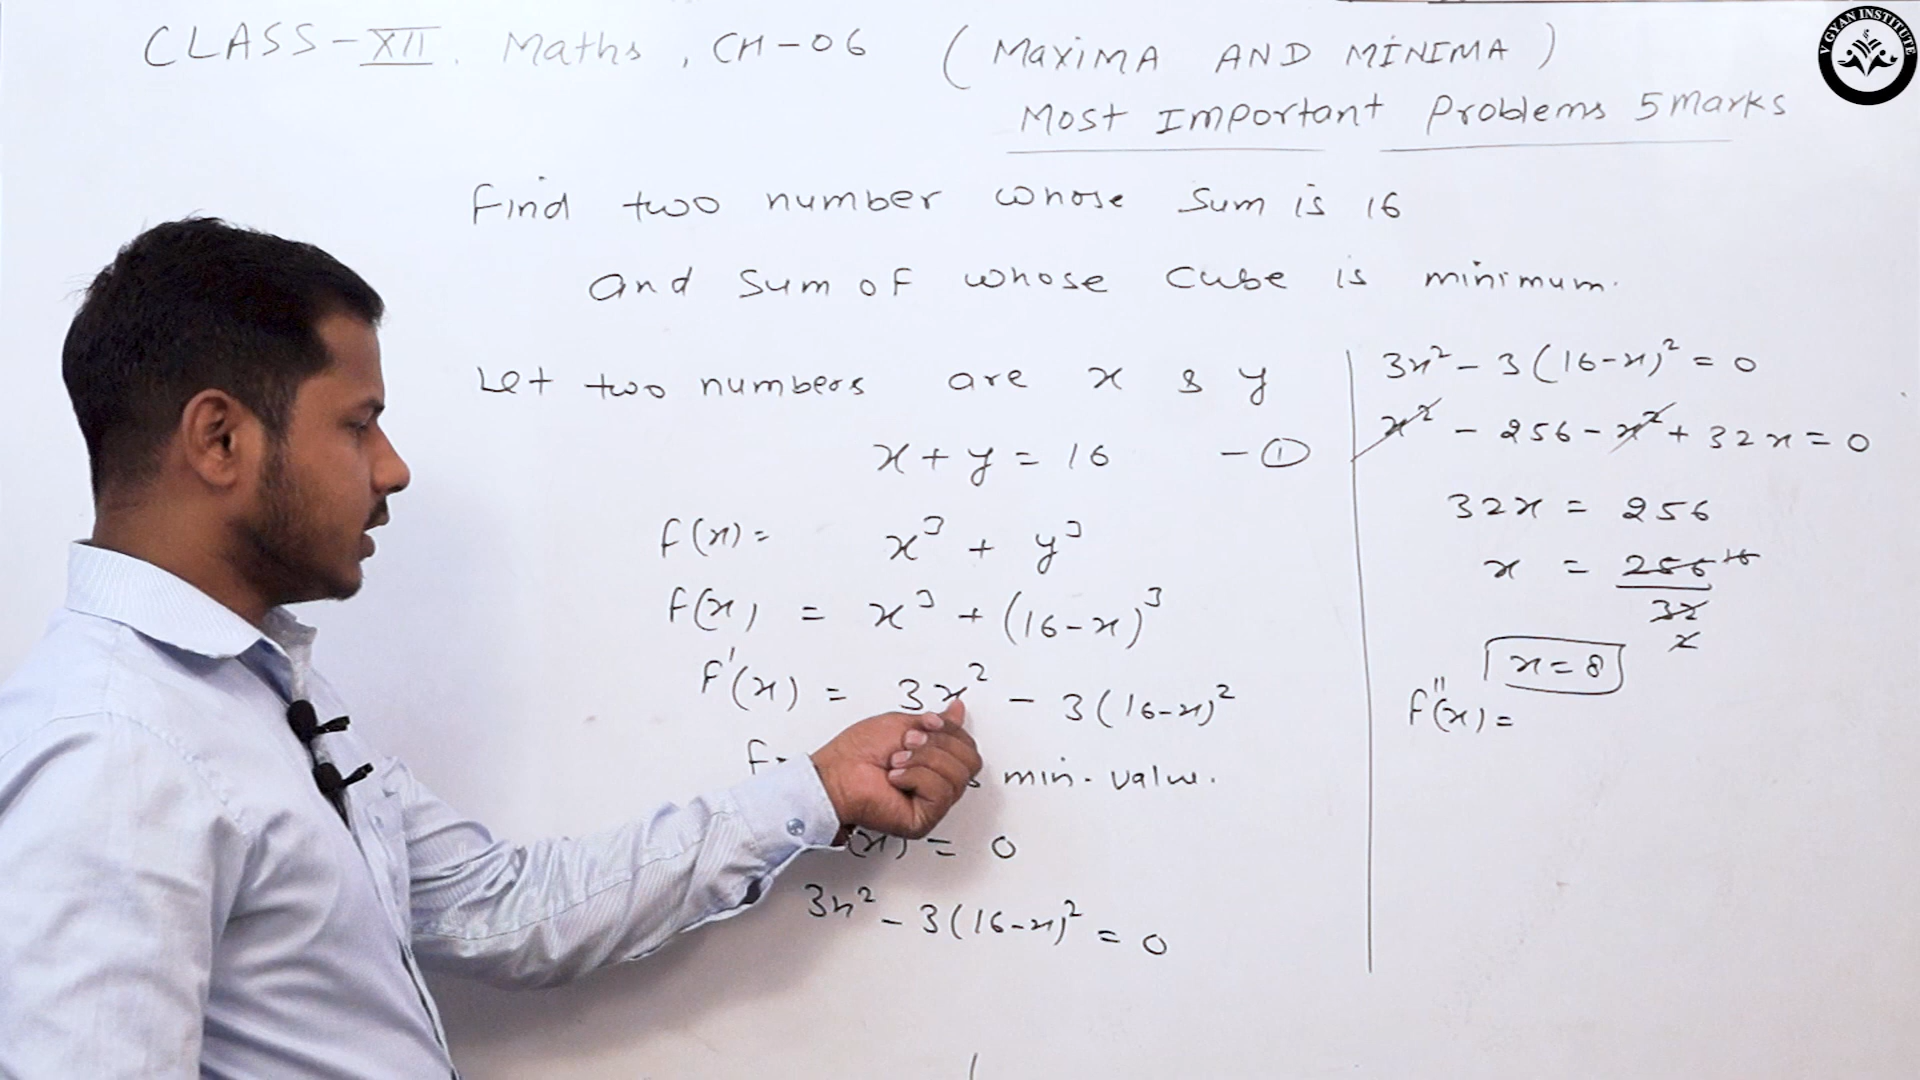 CLASS-XII. Maths, CH-06 (MaxiMA AND MINIMA)
Most Important Problems 5 Marks
V GYAN INSTITUTE
Find two number whose sum is 16
and sum of whose cube is minimum.
Let two numbers are x & y
x + y = 16 - ①
f(x) = x³ + y³
f(x) = x³ + (16-x)³
f'(x) = 3x² - 3(16-x)²
min. value.
(x) = 0
3x² - 3(16-x)² = 0
3x² - 3(16-x)² = 0
x² - 256 - x² + 32x = 0
32x = 256
x = 256 16
32
2
x = 8
f''(x) =